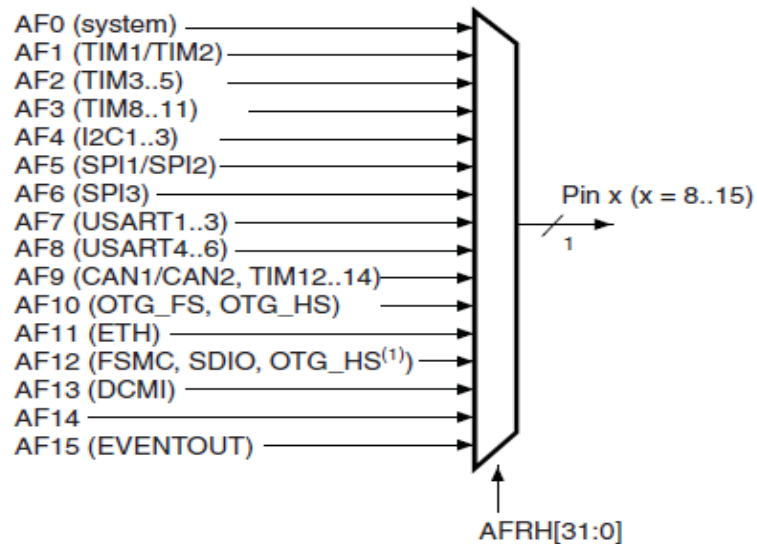 AF0 (system)
AF1 (TIM1/TIM2)
AF2 (TIM3..5)
AF3 (TIM8..11)
AF4 (I2C1..3)
AF5 (SPI1/SPI2)
AF6 (SPI3)
AF7 (USART1..3)
AF8 (USART4..6)
AF9 (CAN1/CAN2, TIM12..14)
AF10 (OTG_FS, OTG_HS)
AF11 (ETH)
AF12 (FSMC, SDIO, OTG_HS(1))
AF13 (DCMI)
AF14
AF15 (EVENTOUT)
Pin x (x = 8..15)
1
AFRH[31:0]